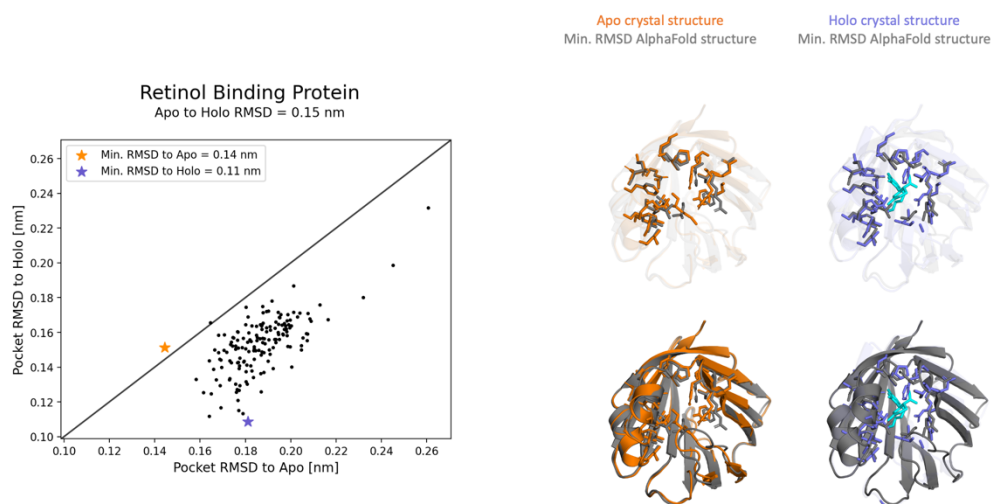 Apo crystal structure
Min. RMSD AlphaFold structure
Holo crystal structure
Min. RMSD AlphaFold structure
Retinol Binding Protein
Apo to Holo RMSD = 0.15 nm
Min. RMSD to Apo = 0.14 nm
Min. RMSD to Holo = 0.11 nm
Pocket RMSD to Holo [nm]
0.26
0.24
0.22
0.20
0.18
0.16
0.14
0.12
0.10
0.10 0.12 0.14 0.16 0.18 0.20 0.22 0.24 0.26
Pocket RMSD to Apo [nm]